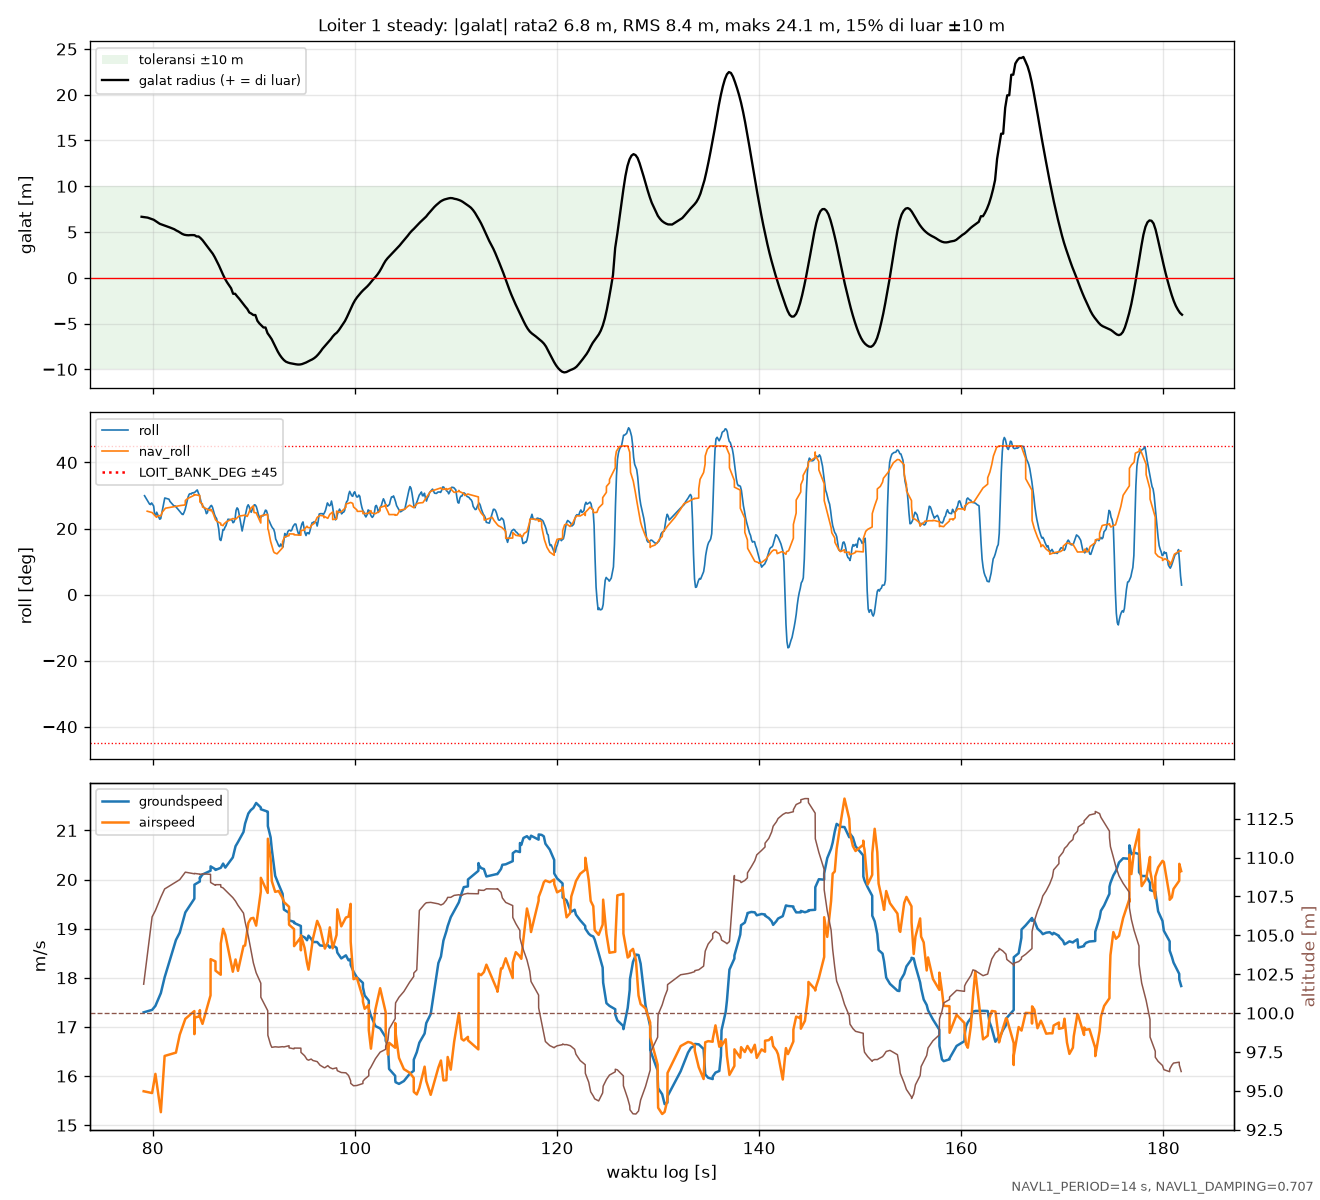 Loiter 1 steady: |galat| rata2 6.8 m, RMS 8.4 m, maks 24.1 m, 15% di luar ±10 m
25
20
15
10
5
0
−5
−10
galat [m]
toleransi ±10 m
galat radius (+ = di luar)
40
20
0
−20
−40
roll [deg]
roll
nav_roll
LOIT_BANK_DEG ±45
21
20
19
18
17
16
15
m/s
groundspeed
airspeed
112.5
110.0
107.5
105.0
102.5
100.0
97.5
95.0
92.5
altitude [m]
80 100 120 140 160 180
waktu log [s]
NAVL1_PERIOD=14 s, NAVL1_DAMPING=0.707